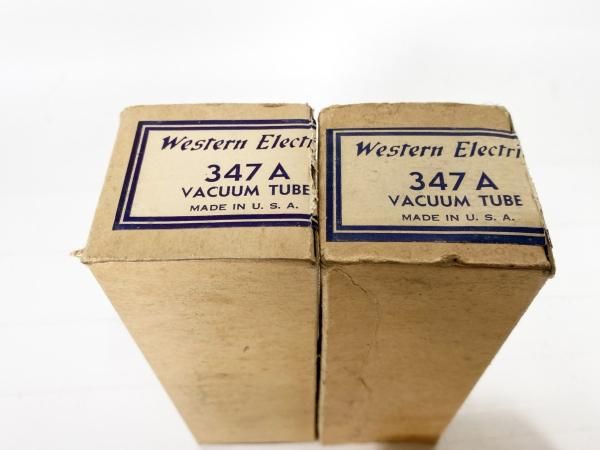 Western Electri
347 A
VACUUM TUBE
MADE IN U. S. A.
Western Electri
347 A
VACUUM TUBE
MADE IN U. S. A.